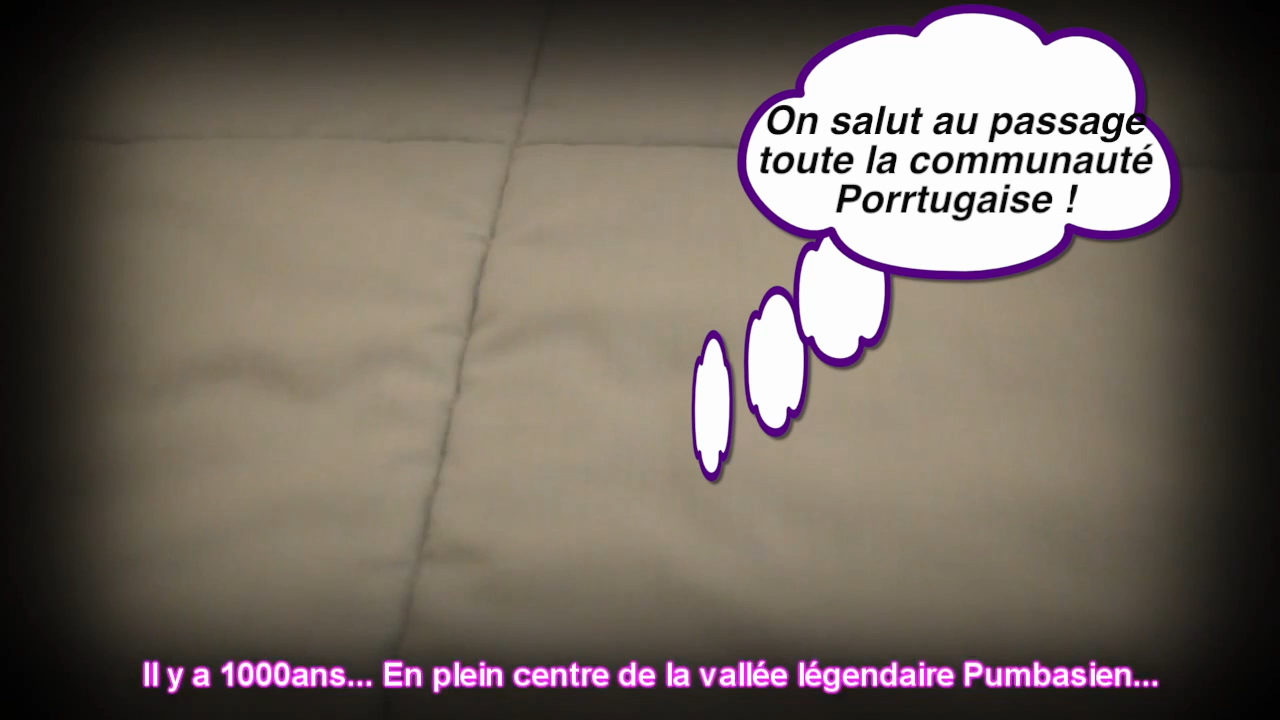 On salut au passage
toute la communauté
Porrtugaise !
Il y a 1000ans... En plein centre de la vallée légendaire Pumbasien...